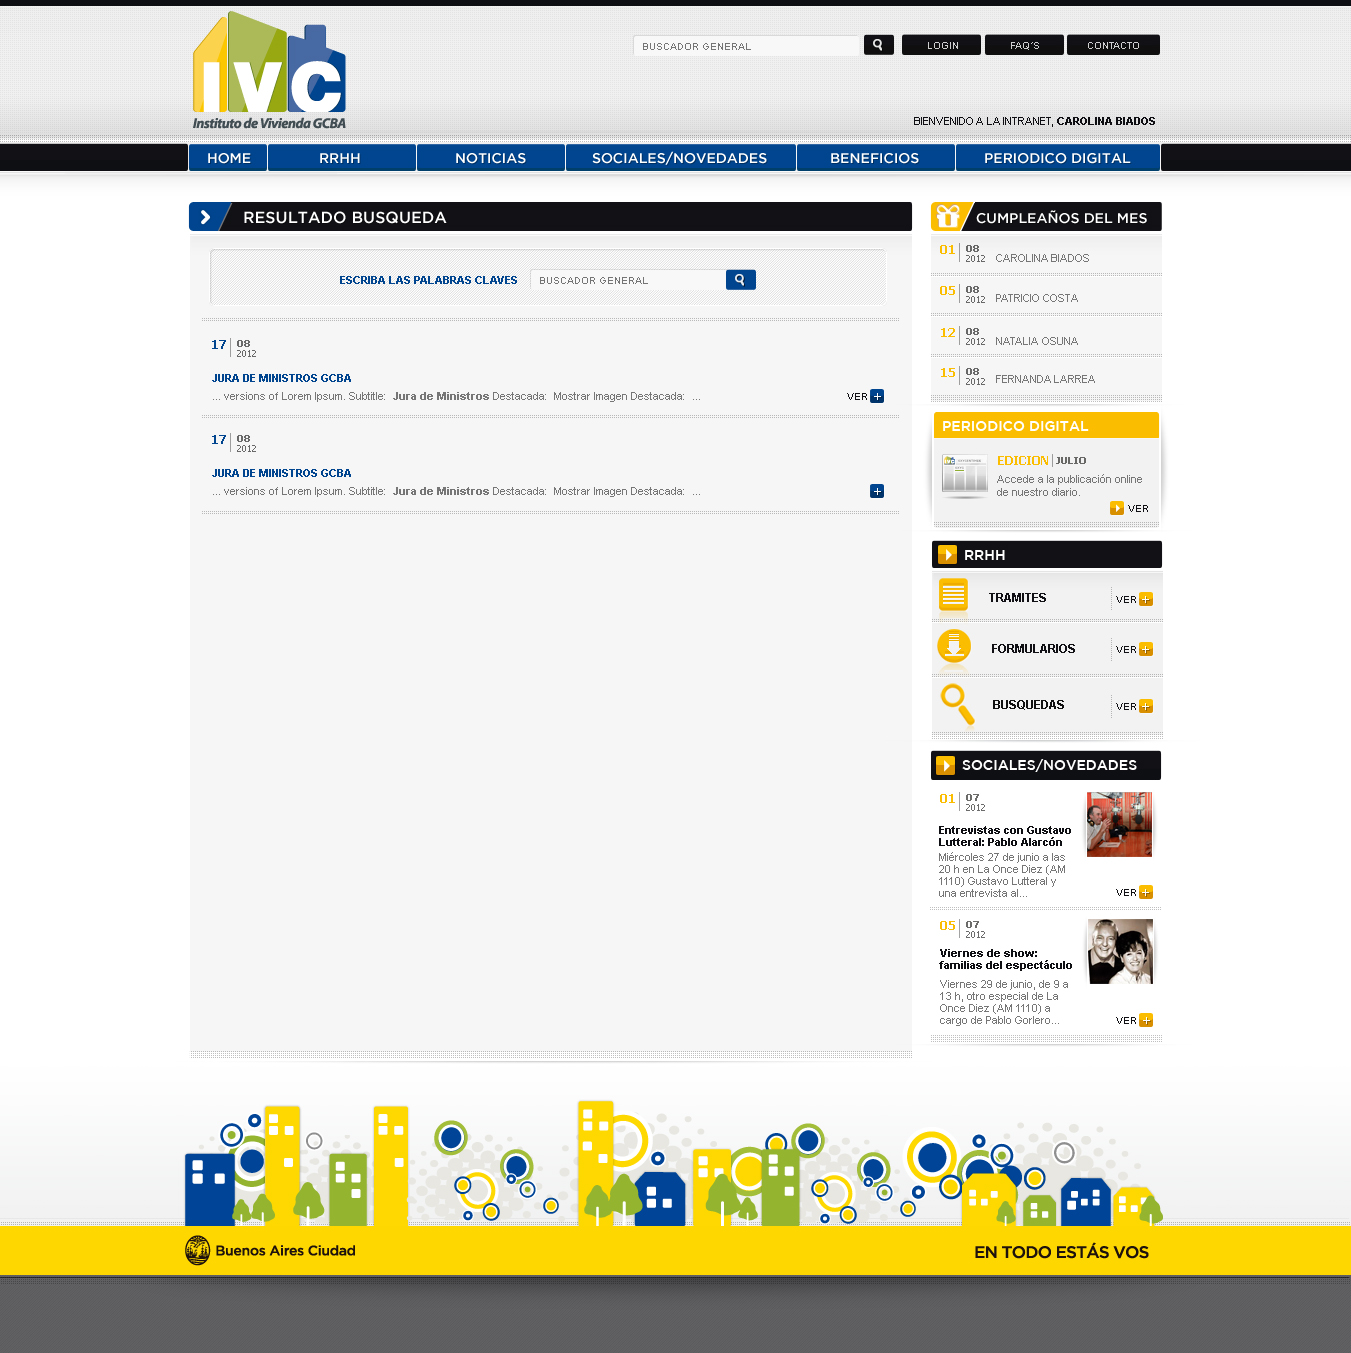 ivc
Instituto de Vivienda GCBA
BUSCADOR GENERAL
LOGIN
FAQ'S
CONTACTO
BIENVENIDO A LA INTRANET, CAROLINA BIADOS
HOME
RRHH
NOTICIAS
SOCIALES/NOVEDADES
BENEFICIOS
PERIODICO DIGITAL
RESULTADO BUSQUEDA
ESCRIBA LAS PALABRAS CLAVES
BUSCADOR GENERAL
17 08
2012
JURA DE MINISTROS GCBA
... versions of Lorem Ipsum. Subtitle: Jura de Ministros Destacada: Mostrar Imagen Destacada: ...
VER
17 08
2012
JURA DE MINISTROS GCBA
... versions of Lorem Ipsum. Subtitle: Jura de Ministros Destacada: Mostrar Imagen Destacada: ...
CUMPLEAÑOS DEL MES
01 08
2012 CAROLINA BIADOS
05 08
2012 PATRICIO COSTA
12 08
2012 NATALIA OSUNA
15 08
2012 FERNANDA LARREA
PERIODICO DIGITAL
EDICION JULIO
Accede a la publicación online
de nuestro diario.
VER
RRHH
TRAMITES VER
FORMULARIOS VER
BUSQUEDAS VER
SOCIALES/NOVEDADES
01 07
2012
Entrevistas con Gustavo
Lutteral: Pablo Alarcón
Miércoles 27 de junio a las
20 h en La Once Diez (AM
1110) Gustavo Lutteral y
una entrevista al...
VER
05 07
2012
Viernes de show:
familias del espectáculo
Viernes 29 de junio, de 9 a
13 h, otro especial de La
Once Diez (AM 1110) a
cargo de Pablo Gorlero...
VER
Buenos Aires Ciudad
EN TODO ESTÁS VOS